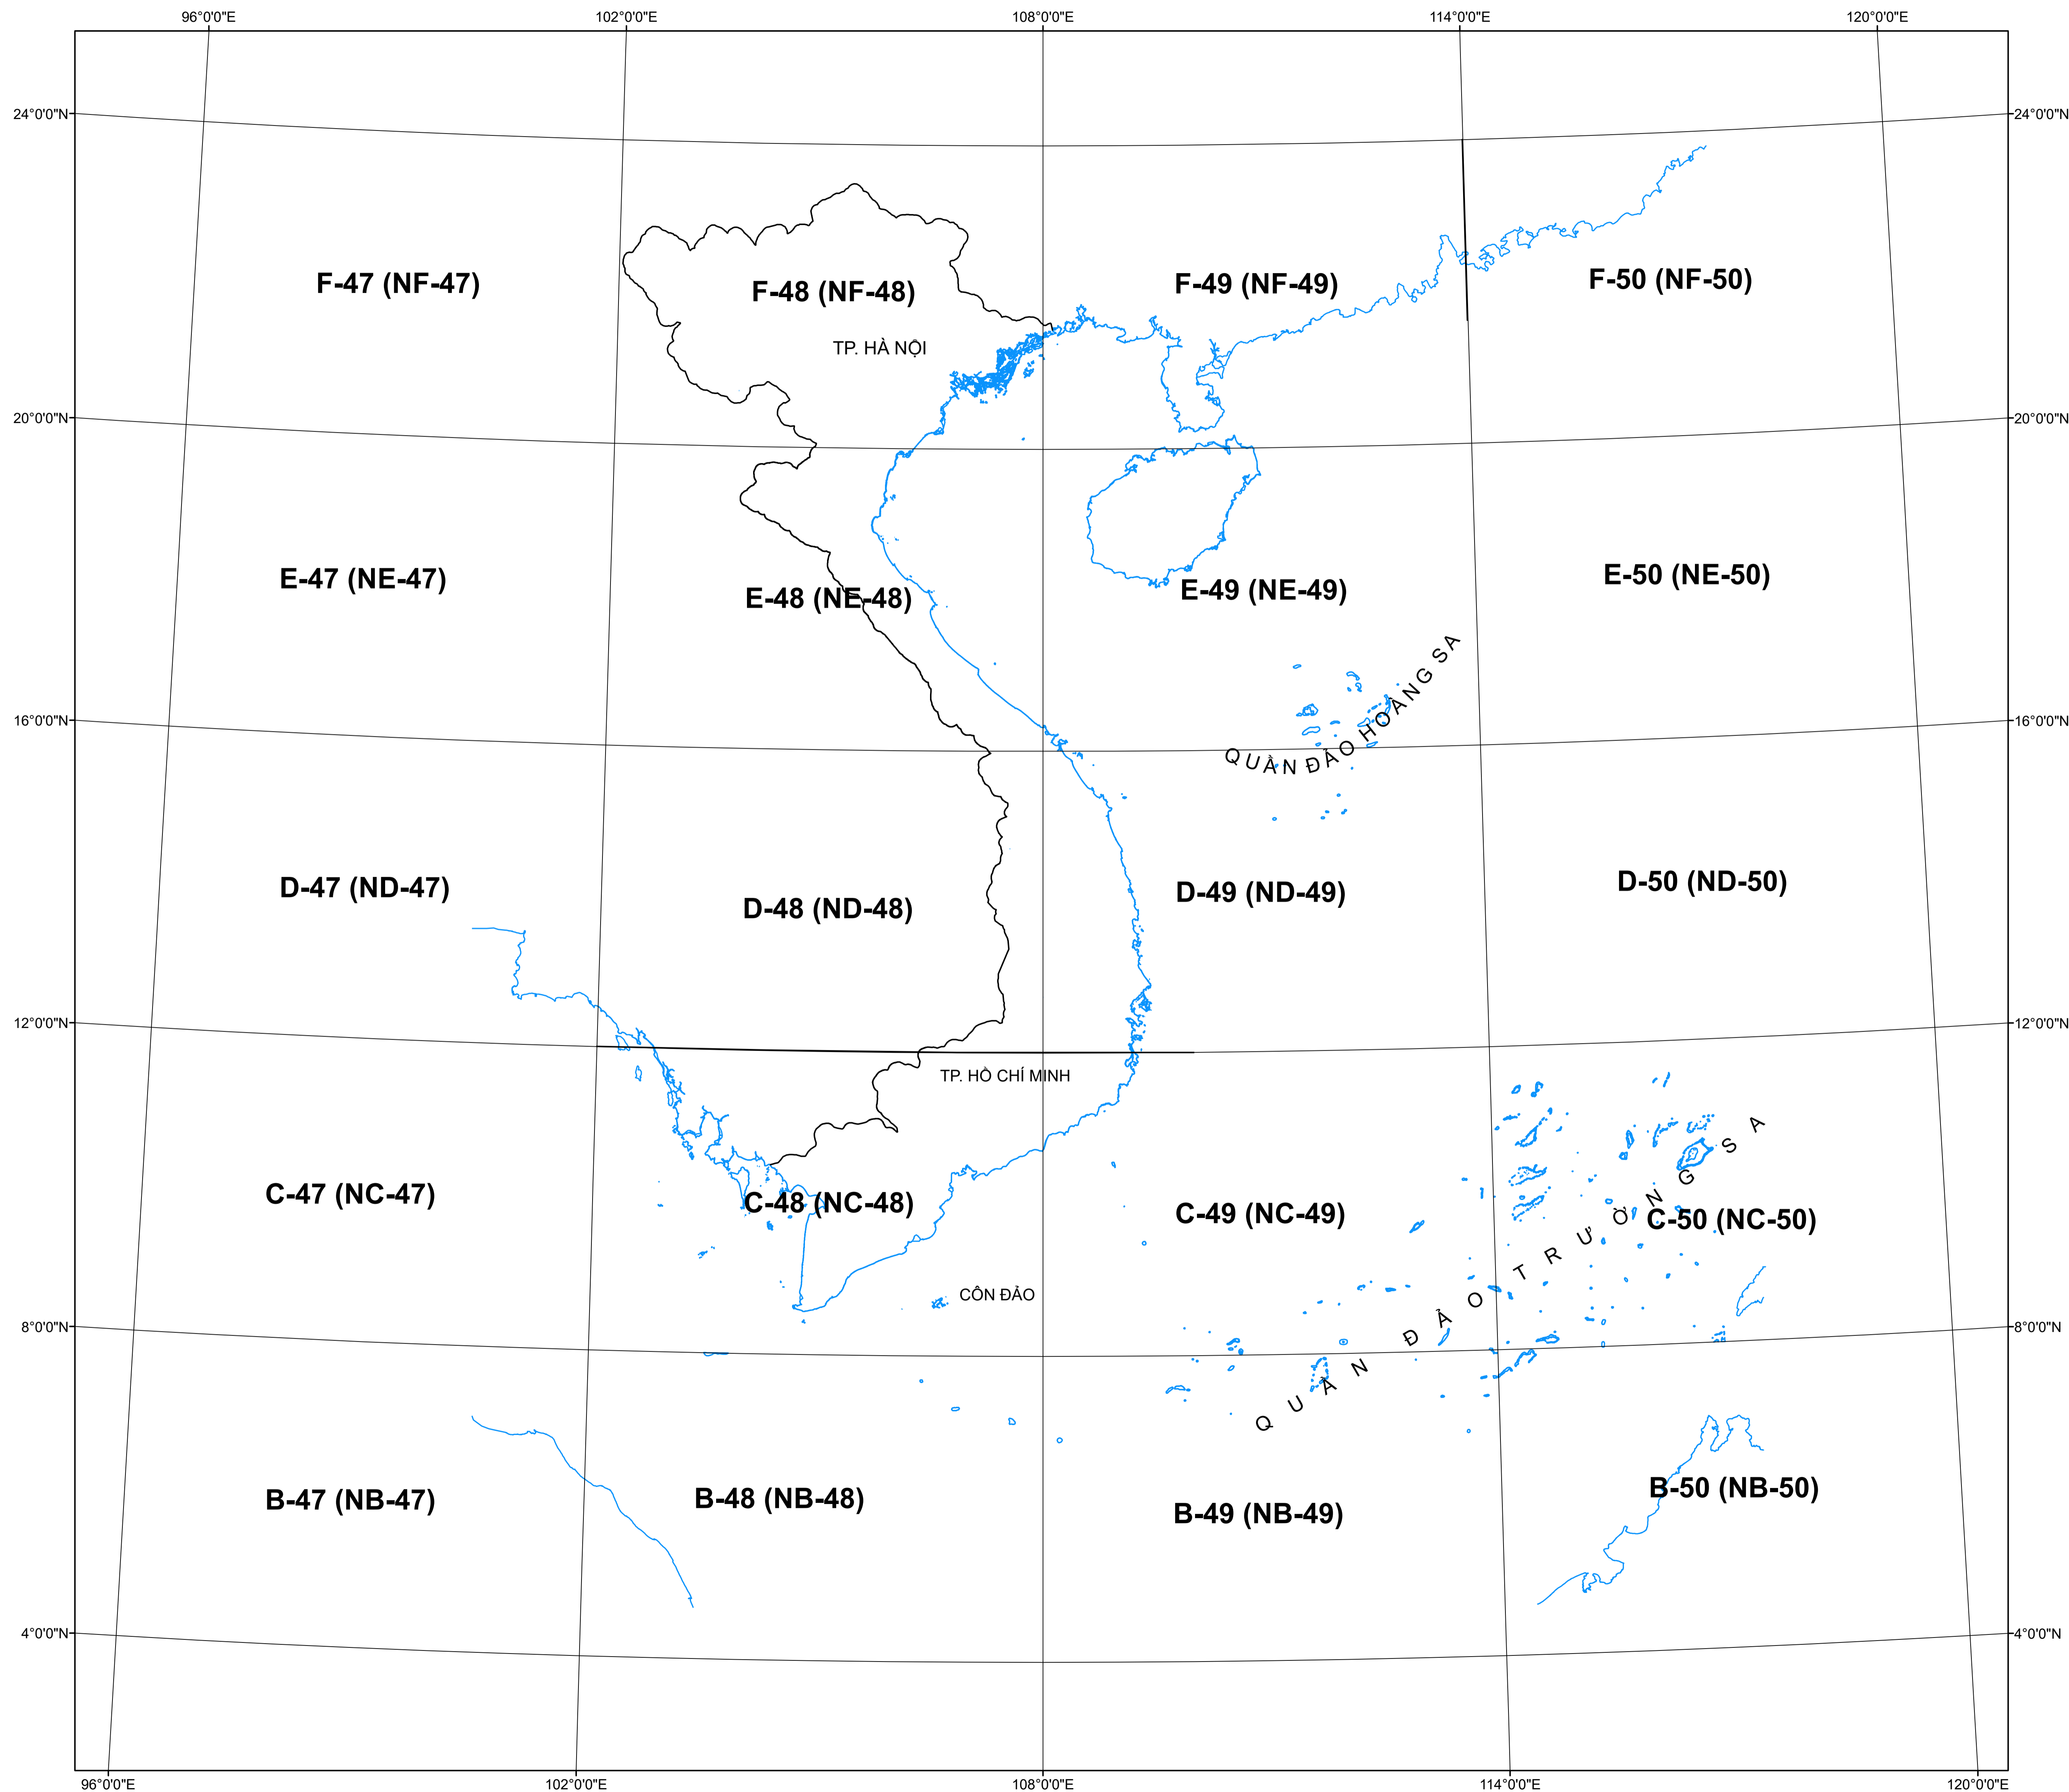 96°0'0"E 102°0'0"E 108°0'0"E 114°0'0"E 120°0'0"E
24°0'0"N 24°0'0"N
F-47 (NF-47) F-48 (NF-48) F-49 (NF-49) F-50 (NF-50)
TP. HÀ NỘI
20°0'0"N 20°0'0"N
E-47 (NE-47) E-48 (NE-48) E-49 (NE-49) E-50 (NE-50)
QUẦN ĐẢO HOÀNG SA
16°0'0"N 16°0'0"N
D-47 (ND-47) D-48 (ND-48) D-49 (ND-49) D-50 (ND-50)
12°0'0"N 12°0'0"N
TP. HỒ CHÍ MINH
C-47 (NC-47) C-48 (NC-48) C-49 (NC-49) C-50 (NC-50)
QUẦN ĐẢO TRƯỜNG SA
CÔN ĐẢO
8°0'0"N 8°0'0"N
B-47 (NB-47) B-48 (NB-48) B-49 (NB-49) B-50 (NB-50)
4°0'0"N 4°0'0"N
96°0'0"E 102°0'0"E 108°0'0"E 114°0'0"E 120°0'0"E